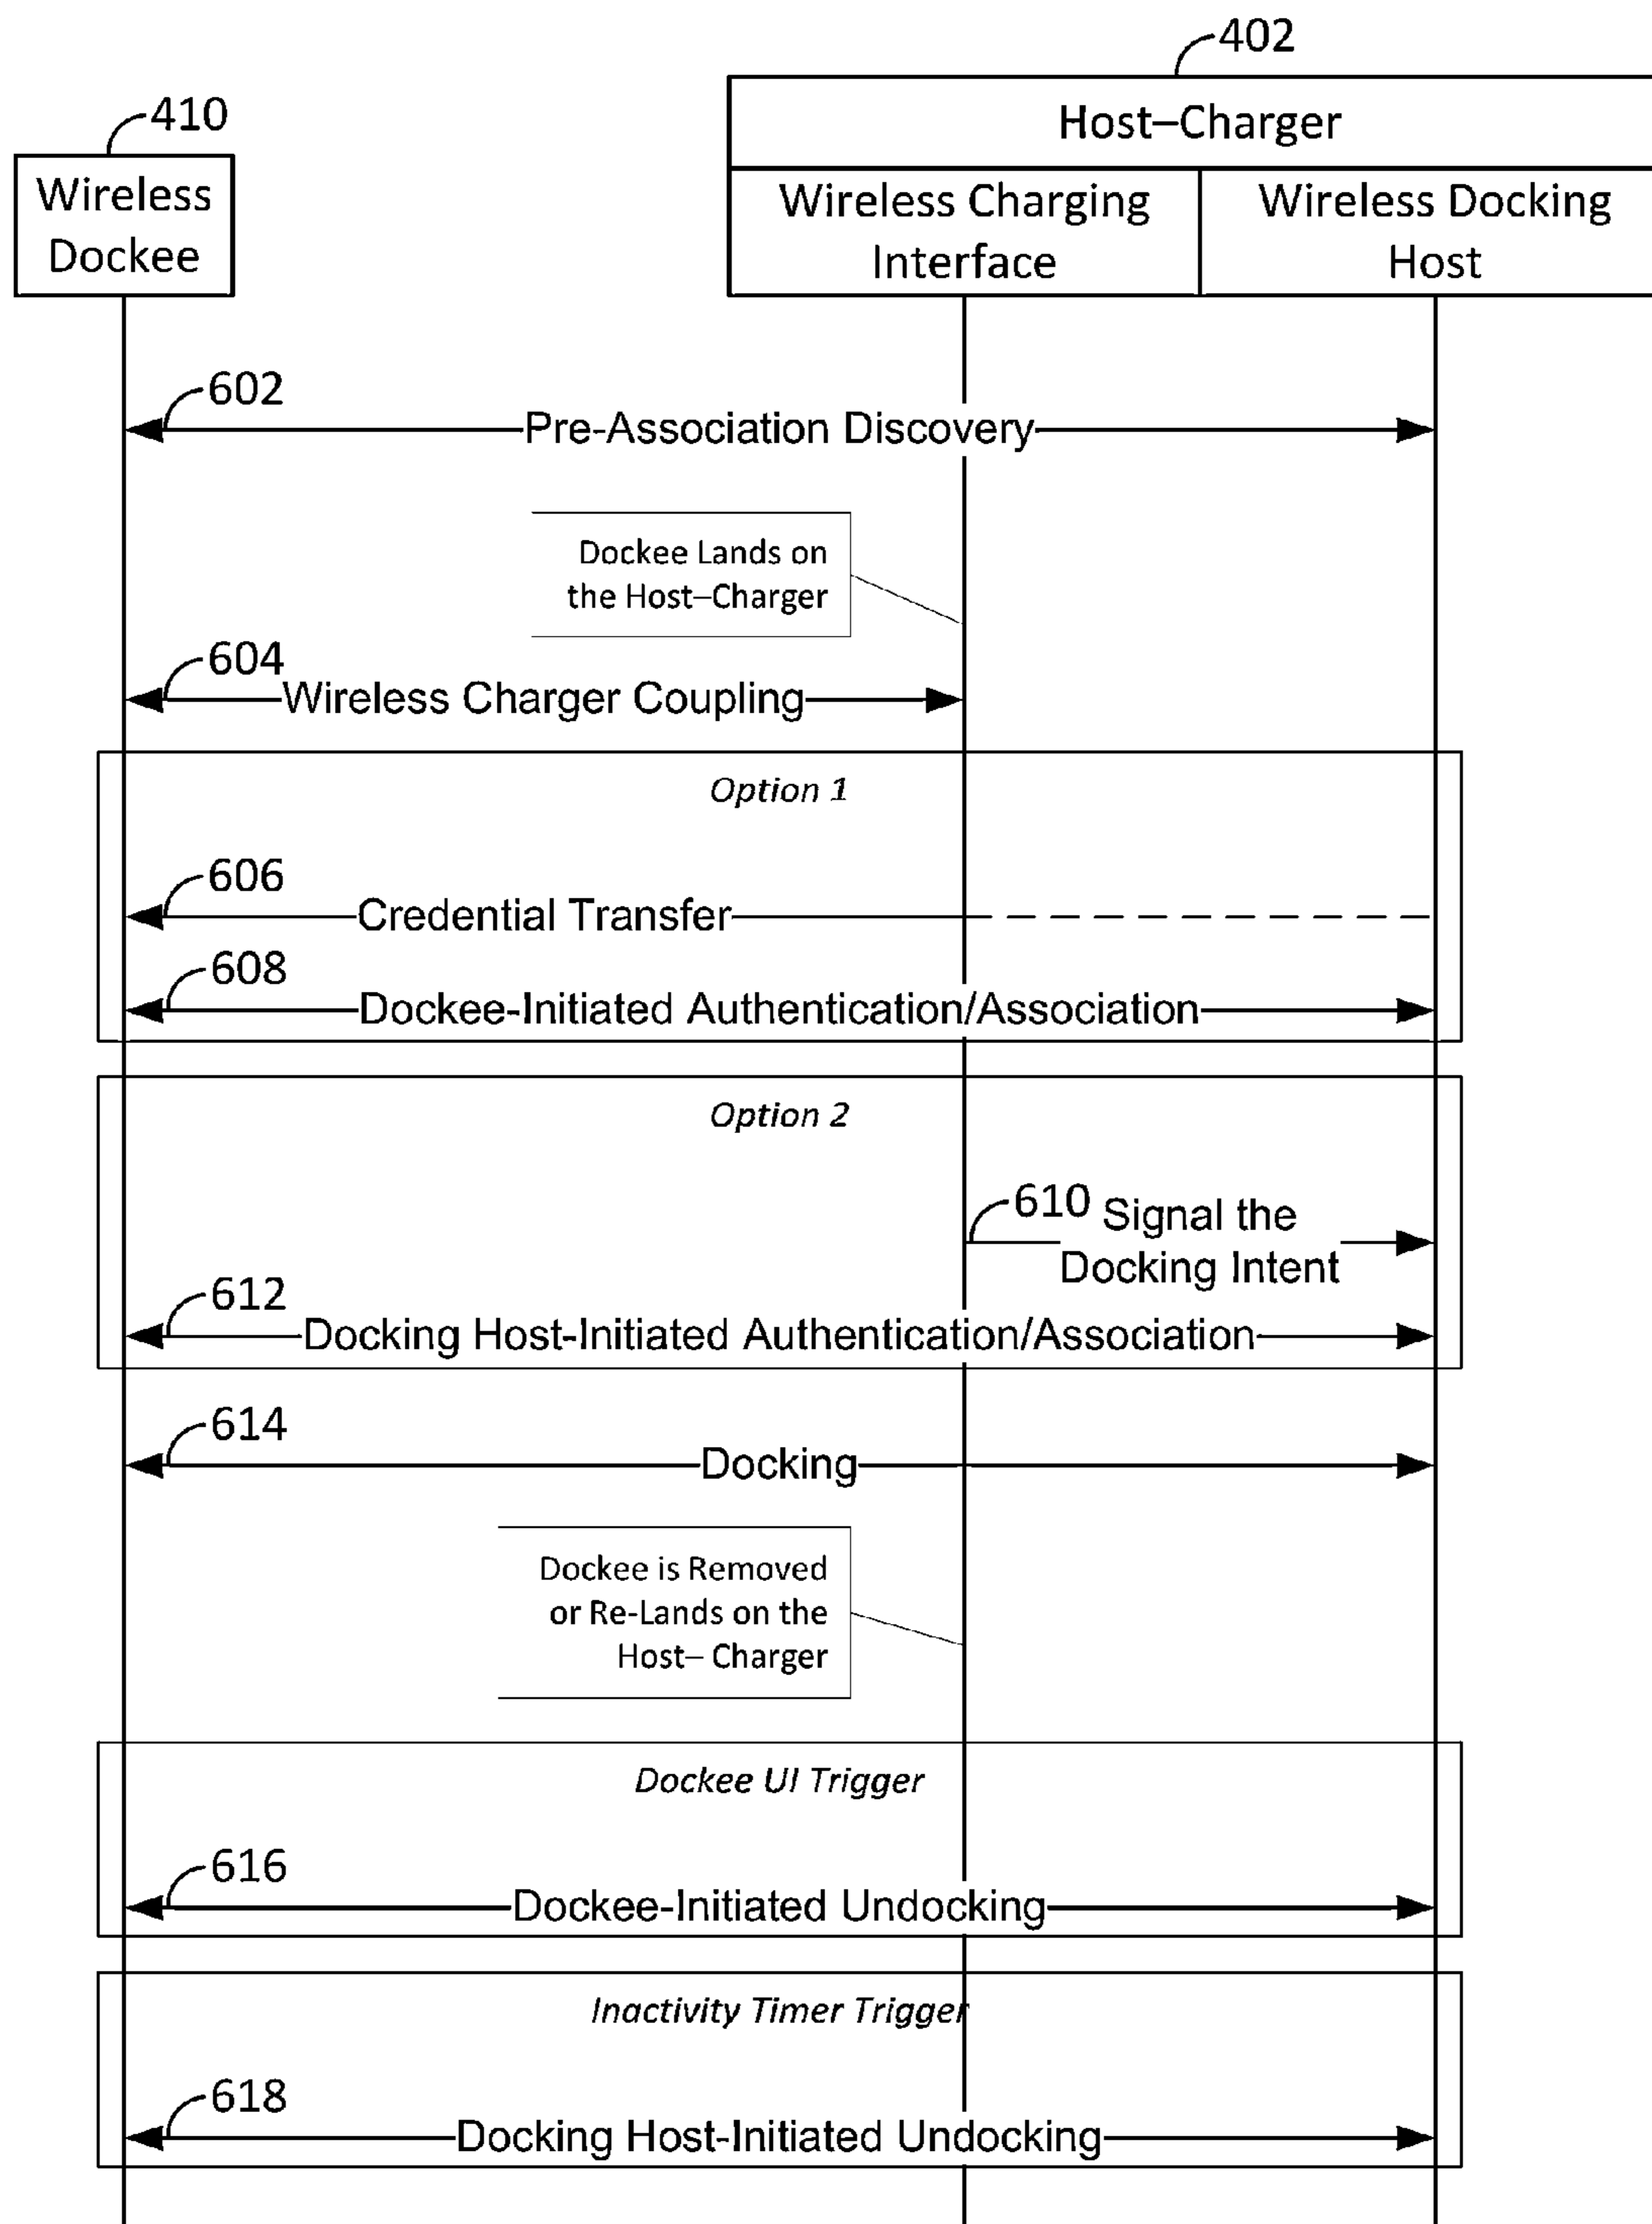 402
Host–Charger
410
Wireless
Dockee
Wireless Charging
Interface
Wireless Docking
Host
602
Pre-Association Discovery
Dockee Lands on
the Host–Charger
604
Wireless Charger Coupling
Option 1
606
Credential Transfer
608
Dockee-Initiated Authentication/Association
Option 2
610
Signal the
Docking Intent
612
Docking Host-Initiated Authentication/Association
614
Docking
Dockee is Removed
or Re-Lands on the
Host– Charger
Dockee UI Trigger
616
Dockee-Initiated Undocking
Inactivity Timer Trigger
618
Docking Host-Initiated Undocking